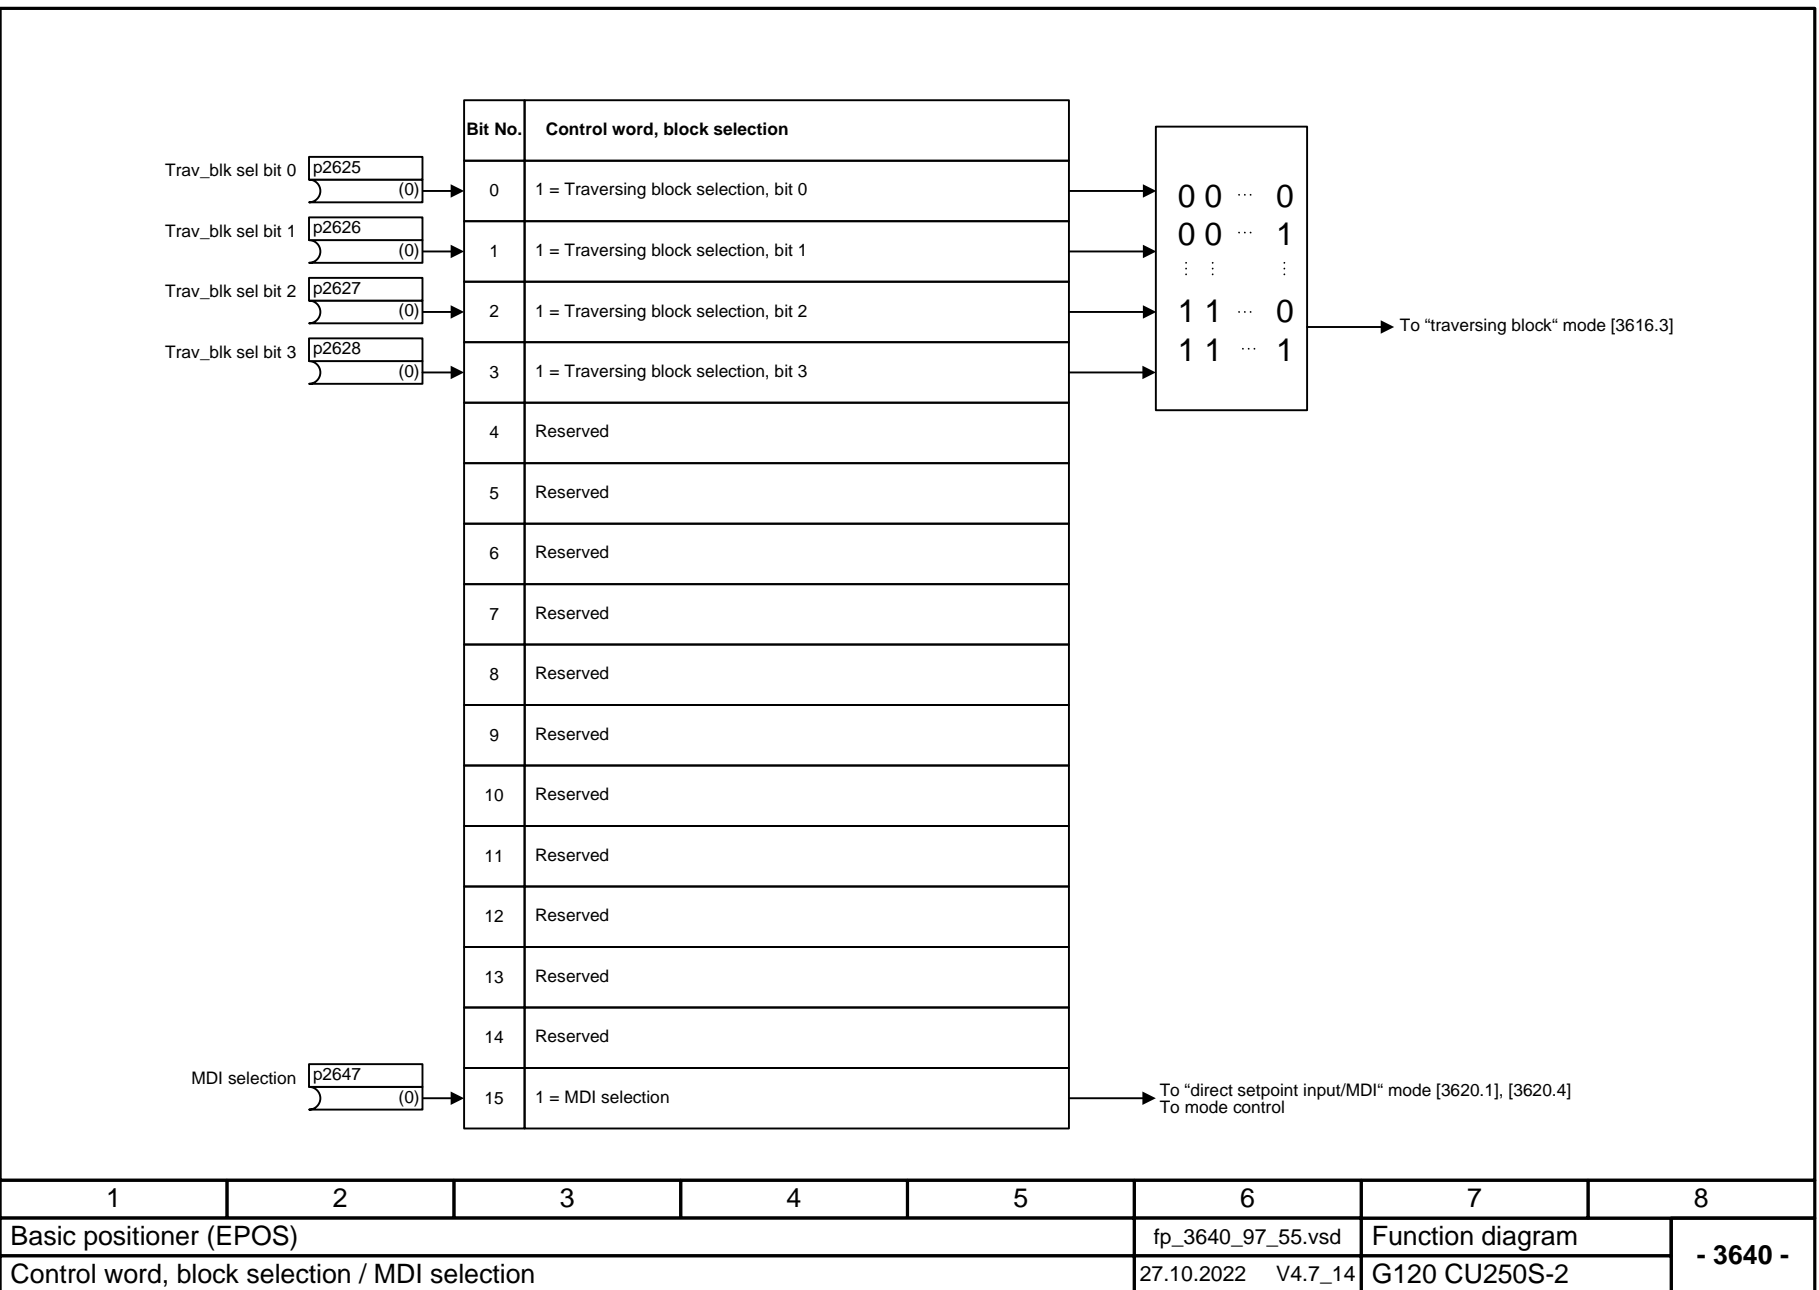 Bit No. Control word, block selection
Trav_blk sel bit 0 p2625
(0) 0 1 = Traversing block selection, bit 0
Trav_blk sel bit 1 p2626
(0) 1 1 = Traversing block selection, bit 1
Trav_blk sel bit 2 p2627
(0) 2 1 = Traversing block selection, bit 2
Trav_blk sel bit 3 p2628
(0) 3 1 = Traversing block selection, bit 3
0 0 ... 0
0 0 ... 1
⋮ ⋮ ⋮
1 1 ... 0
1 1 ... 1
To “traversing block“ mode [3616.3]
4 Reserved
5 Reserved
6 Reserved
7 Reserved
8 Reserved
9 Reserved
10 Reserved
11 Reserved
12 Reserved
13 Reserved
14 Reserved
MDI selection p2647
(0) 15 1 = MDI selection
To “direct setpoint input/MDI“ mode [3620.1], [3620.4]
To mode control
1 2 3 4 5 6 7 8
Basic positioner (EPOS) fp_3640_97_55.vsd Function diagram
- 3640 -
Control word, block selection / MDI selection 27.10.2022 V4.7_14 G120 CU250S-2